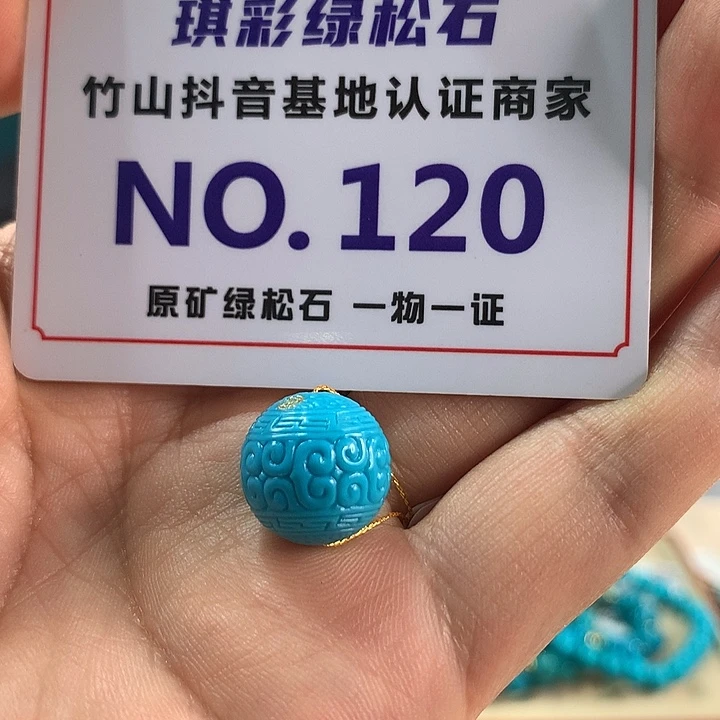 琪彩绿松石
竹山抖音基地认证商家
NO.120
原矿绿松石 一物一证